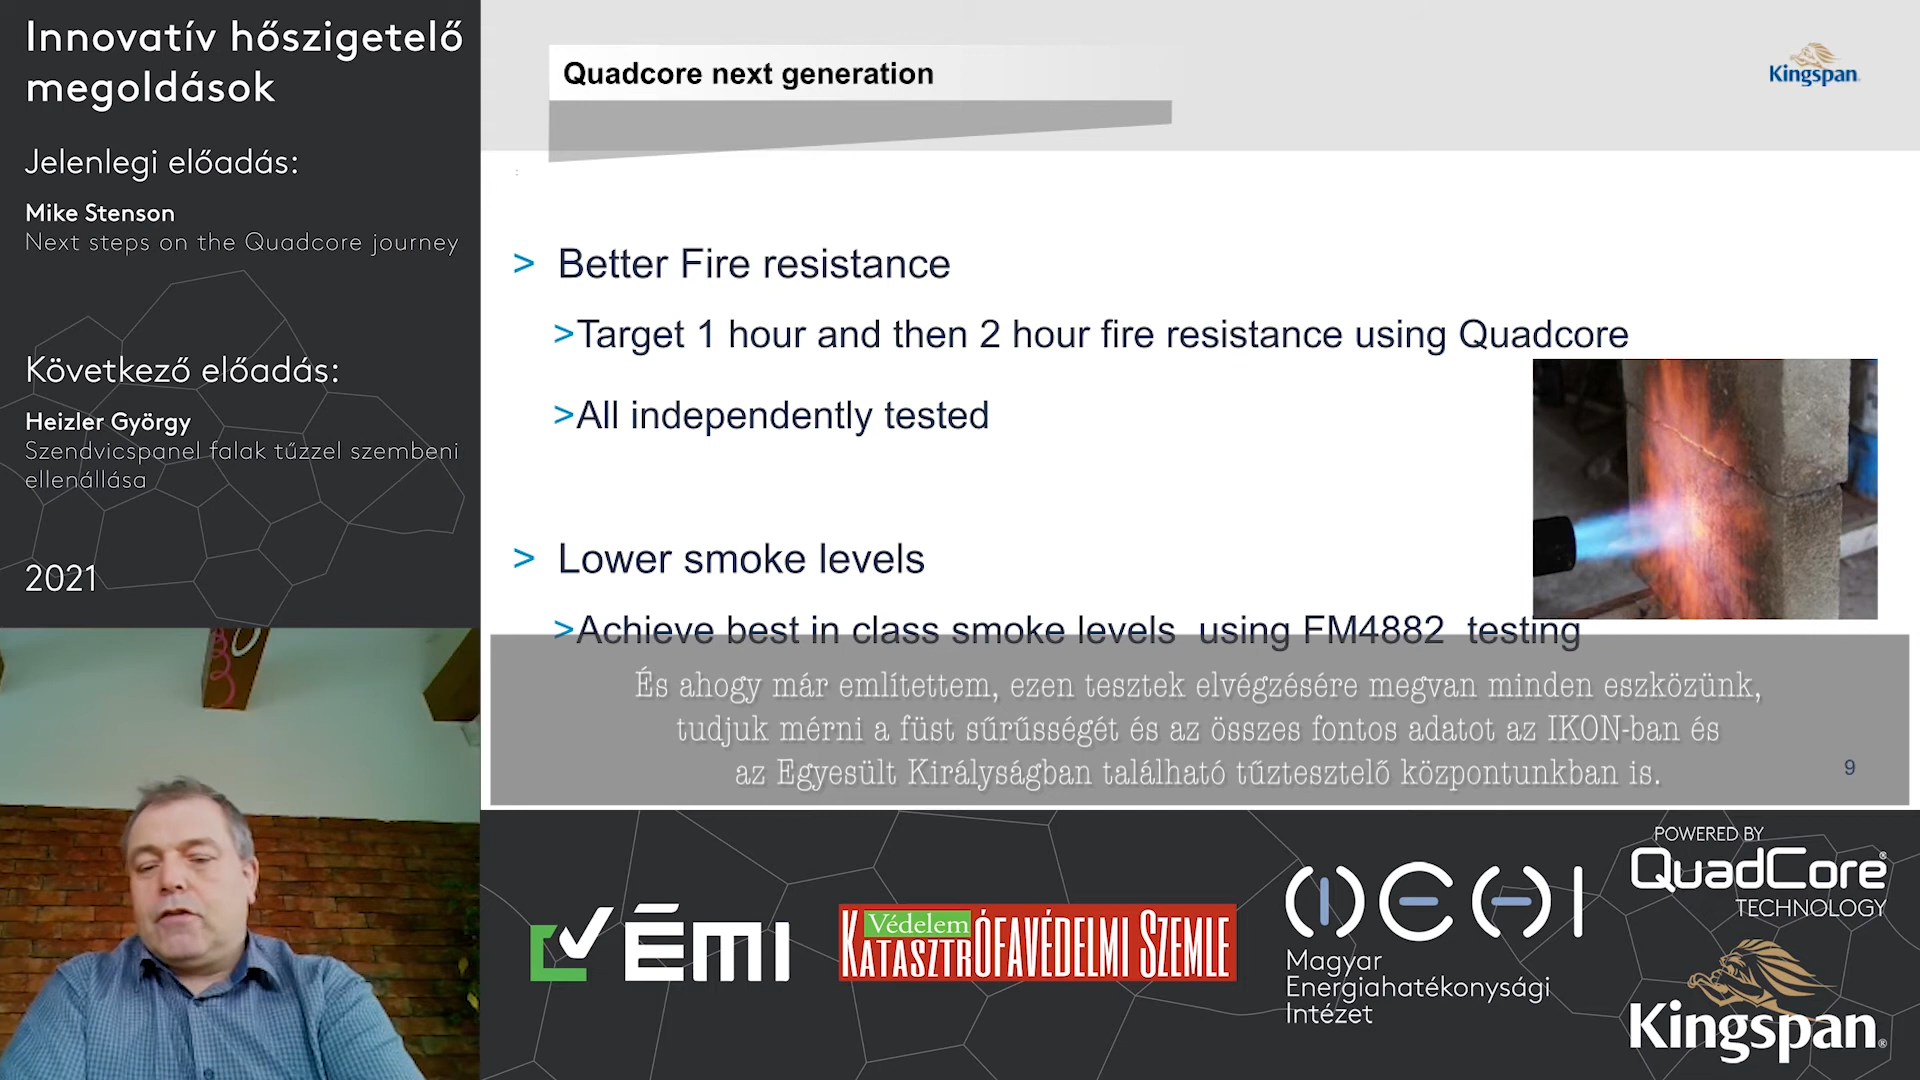 Innovatív hőszigetelő
megoldások
Jelenlegi előadás:
Mike Stenson
Next steps on the Quadcore journey
Következő előadás:
Heizler György
Szendvicspanel falak tűzzel szembeni
ellenállása
2021
Quadcore next generation
Kingspan
:
> Better Fire resistance
>Target 1 hour and then 2 hour fire resistance using Quadcore
>All independently tested
> Lower smoke levels
>Achieve best in class smoke levels using FM4882 testing
És ahogy már említettem, ezen tesztek elvégzésére megvan minden eszközünk,
tudjuk mérni a füst sűrűsségét és az összes fontos adatot az IKON-ban és
az Egyesült Királyságban található tűztesztelő központunkban is.
9
ÉMI
Védelem
KATASZTRÓFAVÉDELMI SZEMLE
MEHI
Magyar
Energiahatékonysági
Intézet
POWERED BY
QuadCore®
TECHNOLOGY
Kingspan®